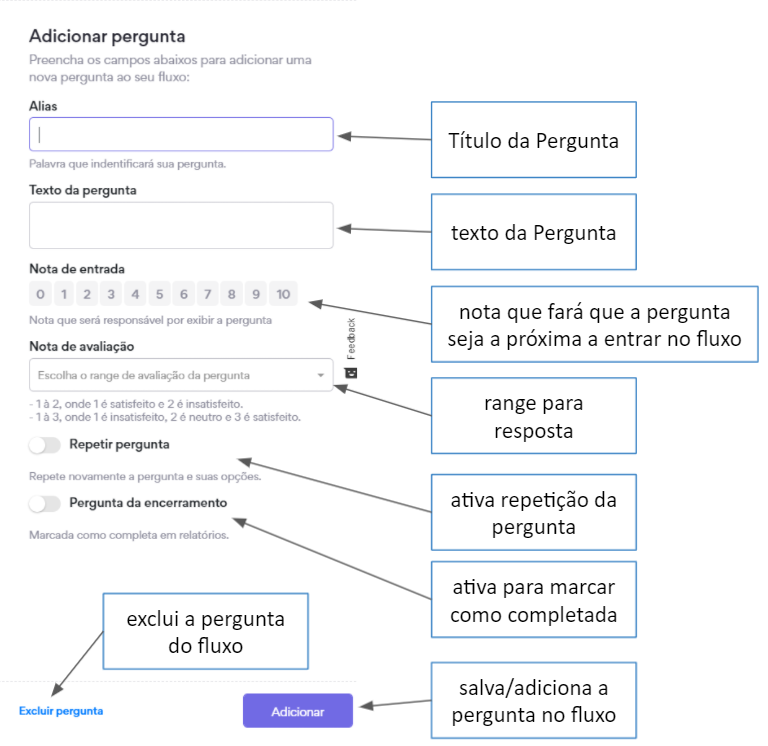 Adicionar pergunta
Preencha os campos abaixos para adicionar uma
nova pergunta ao seu fluxo:
Alias
Título da Pergunta
Palavra que indentificará sua pergunta.
Texto da pergunta
texto da Pergunta
Nota de entrada
0 1 2 3 4 5 6 7 8 9 10
nota que fará que a pergunta
seja a próxima a entrar no fluxo
Nota que será responsável por exibir a pergunta
Feedback
Nota de avaliação
Escolha o range de avaliação da pergunta
range para
resposta
- 1 à 2, onde 1 é satisfeito e 2 é insatisfeito.
- 1 à 3, onde 1 é insatisfeito, 2 é neutro e 3 é satisfeito.
Repetir pergunta
Repete novamente a pergunta e suas opções.
ativa repetição da
pergunta
Pergunta da encerramento
Marcada como completa em relatórios.
ativa para marcar
como completada
exclui a pergunta
do fluxo
Excluir pergunta
Adicionar
salva/adiciona a
pergunta no fluxo